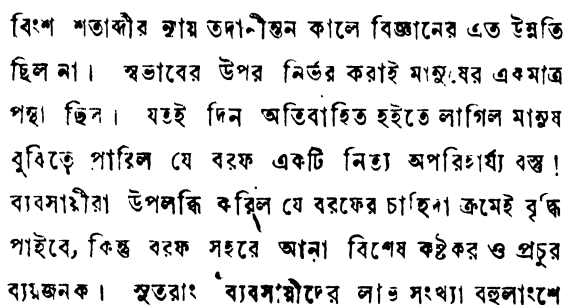 বিংশ শতাব্দীর ন্যায় তদানীন্তন কালে বিজ্ঞানের এত উন্নতি
ছিল না। স্বভাবের উপর নির্ভর করাই মানুষের একমাত্র
পন্থা ছিল। যতই দিন অতিবাহিত হইতে লাগিল মানুষ
বুঝিতে পারিল যে বরফ একটি নিত্য অপরিহার্য্য বস্তু!
ব্যবসায়ীরা উপলব্ধি করিল যে বরফের চাহিদা ক্রমেই বৃদ্ধি
পাইবে, কিন্তু বরফ সহরে আনা বিশেষ কষ্টকর ও প্রচুর
ব্যয়জনক। সুতরাং ব্যবসায়ীদের লাভ সংখ্যা বহুলাংশে